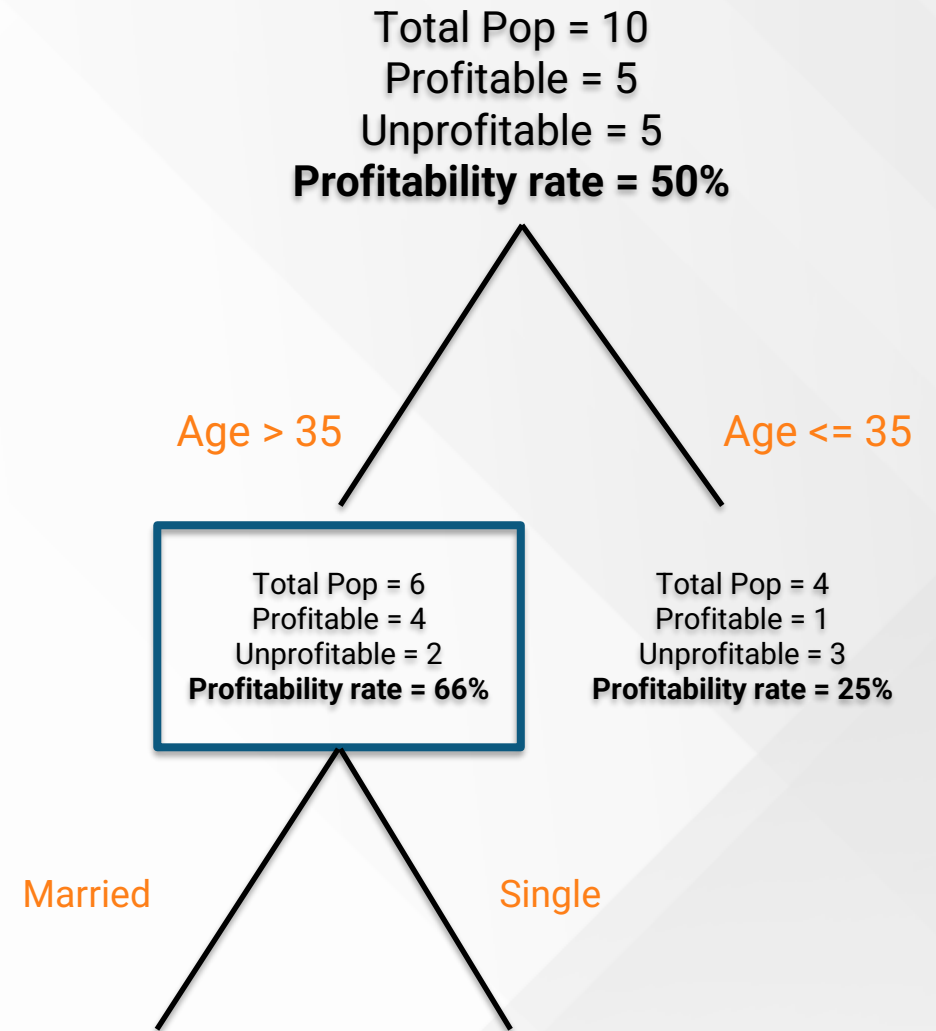 Total Pop = 10
Profitable = 5
Unprofitable = 5
Profitability rate = 50%
Age > 35
Age <= 35
Total Pop = 6
Profitable = 4
Unprofitable = 2
Profitability rate = 66%
Total Pop = 4
Profitable = 1
Unprofitable = 3
Profitability rate = 25%
Married
Single